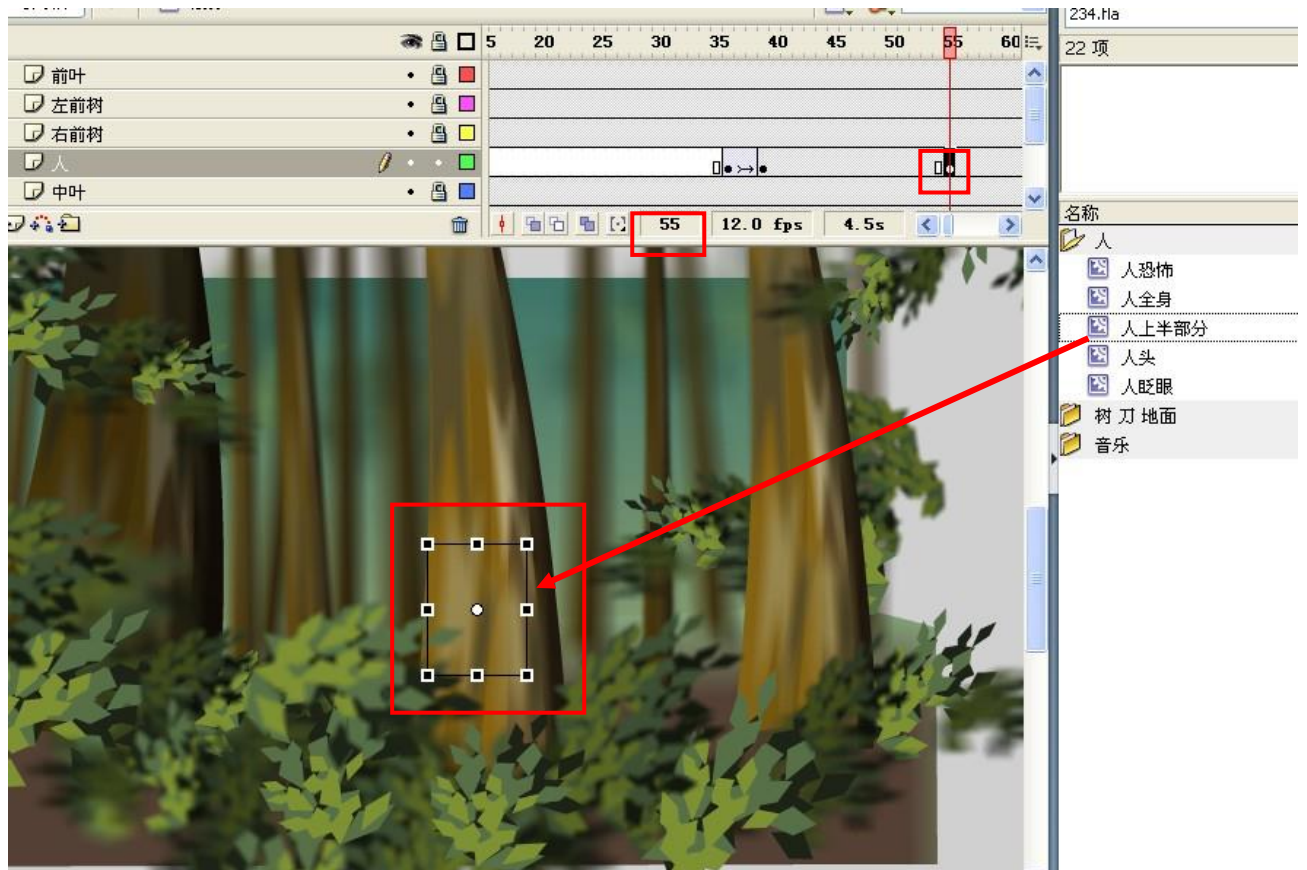 234.fla
22 项
5 20 25 30 35 40 45 50 55 60
前叶
左前树
右前树
人
中叶
55 12.0 fps 4.5s
名称
人
人恐怖
人全身
人上半部分
人头
人眨眼
树 刀 地面
音乐